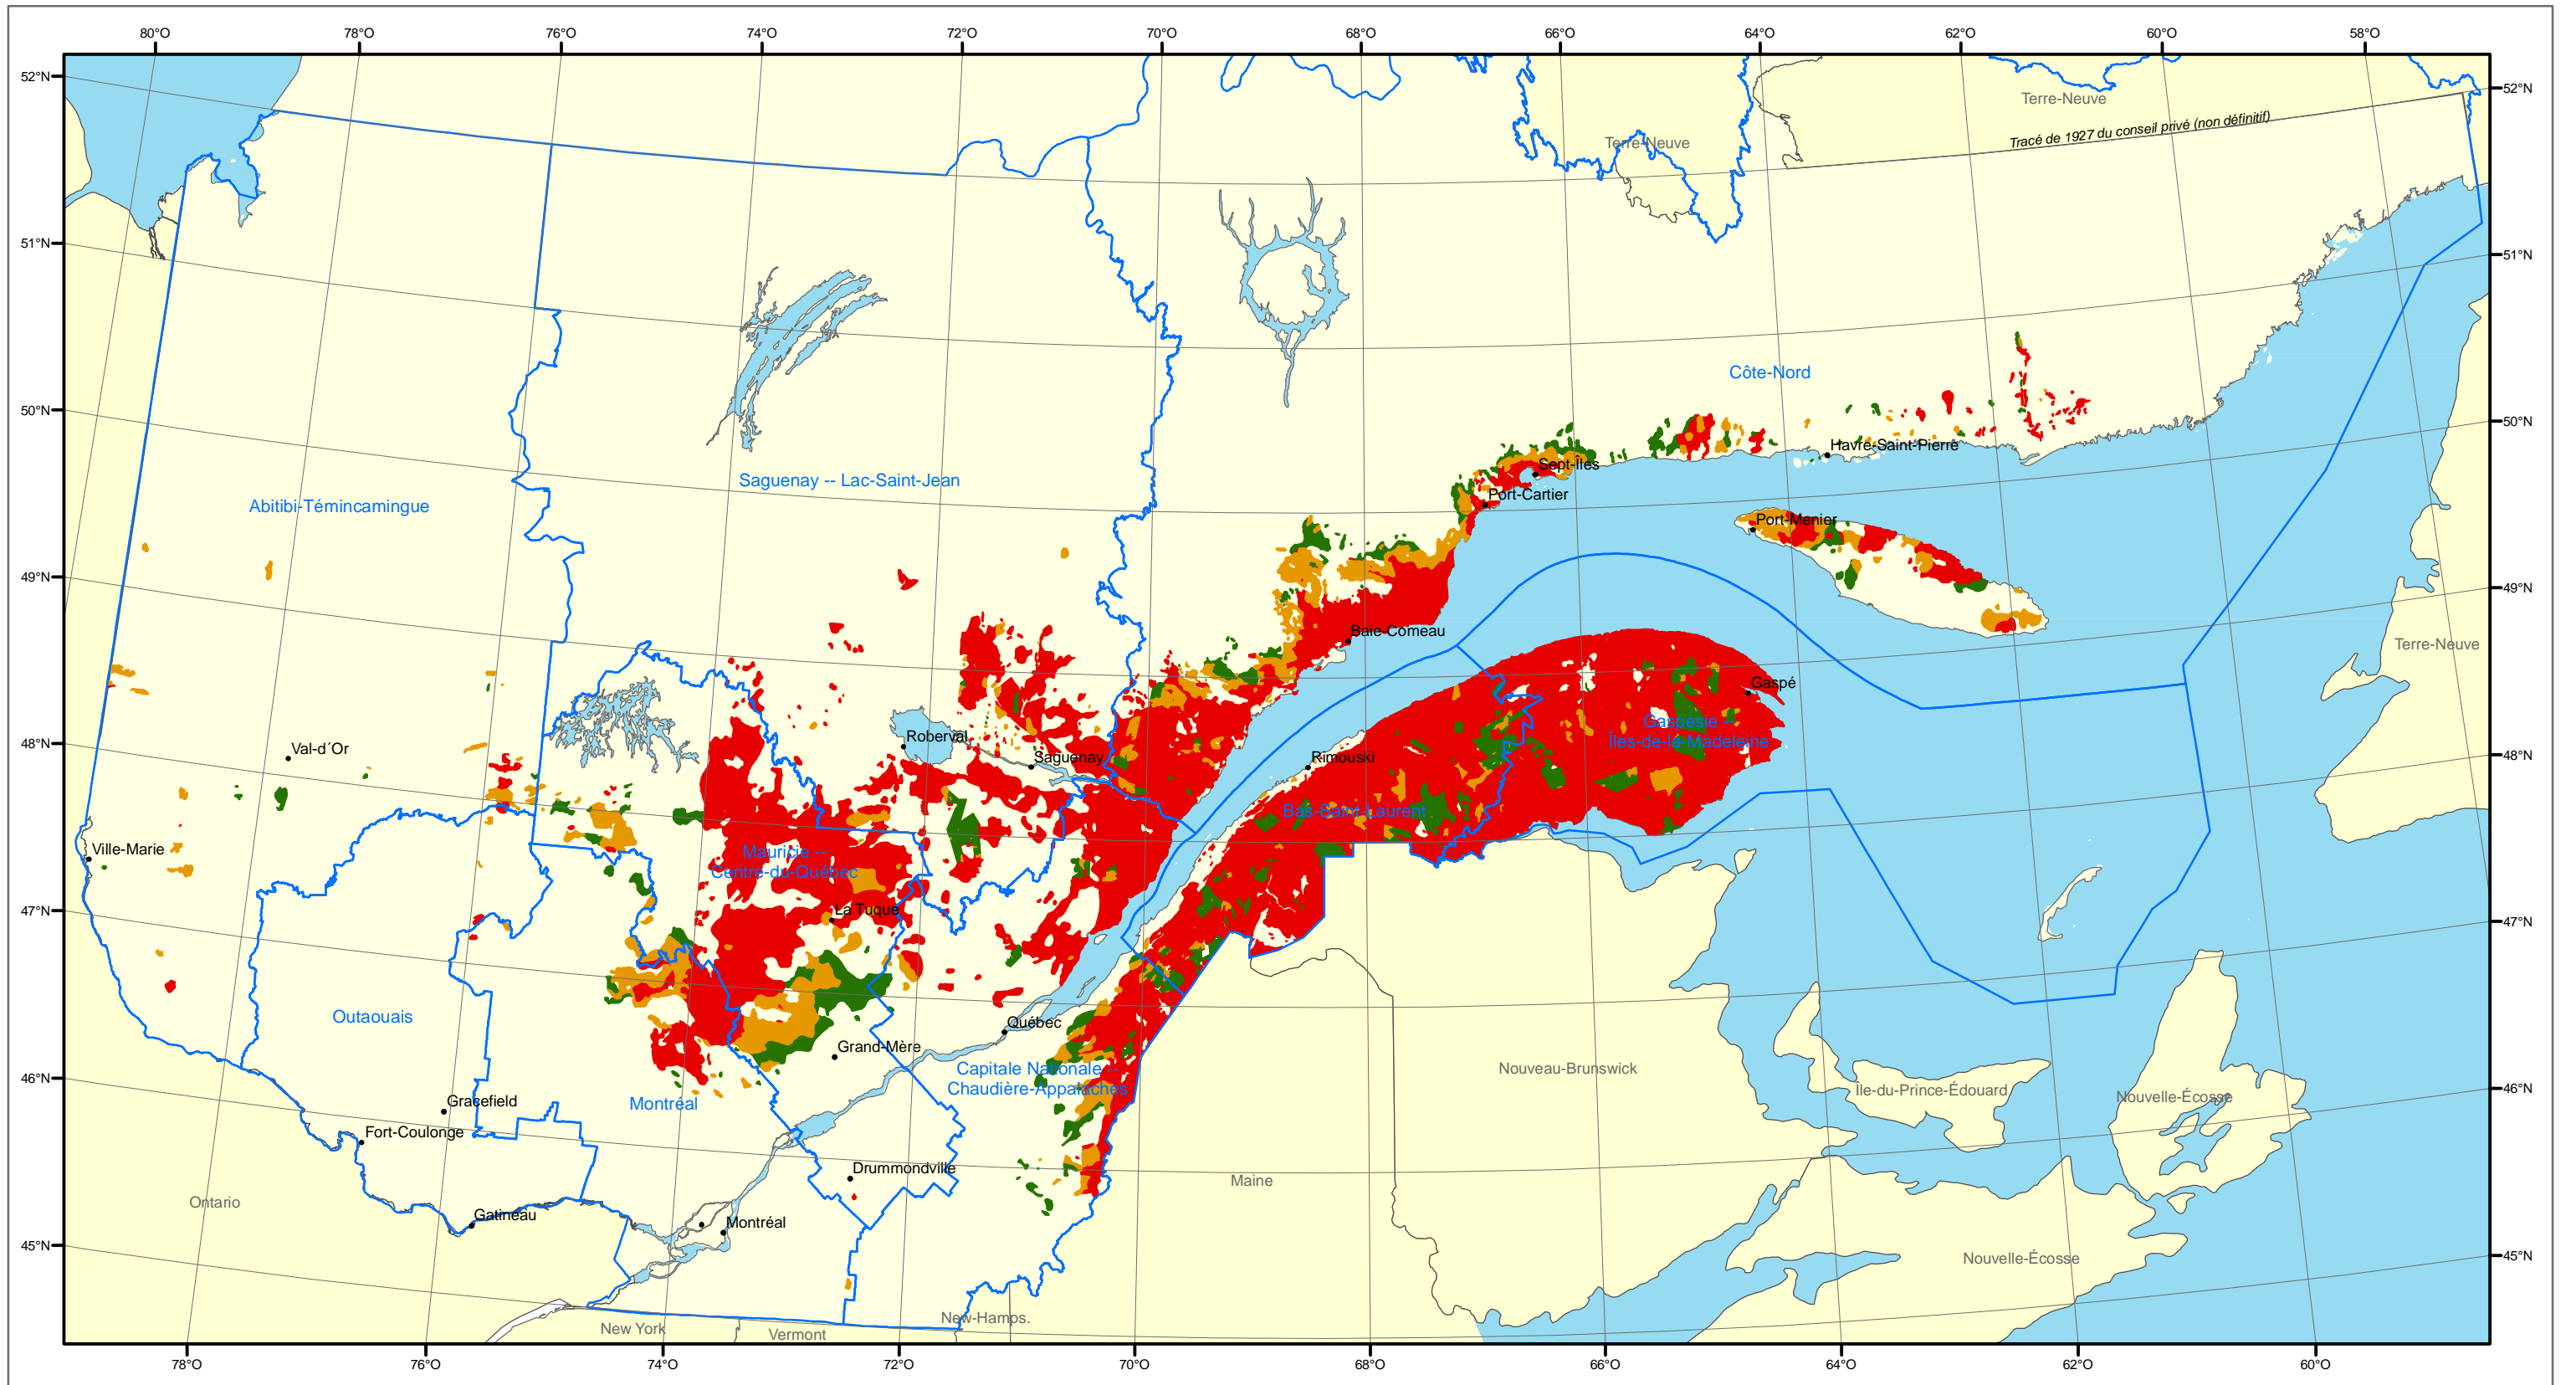 80°O 78°O 76°O 74°O 72°O 70°O 68°O 66°O 64°O 62°O 60°O 58°O
52°N
52°N
Terre-Neuve
Tracé de 1927 du conseil privé (non définitif)
Terre-Neuve
51°N
51°N
Côte-Nord
50°N
50°N
Havre-Saint-Pierre
Sept-Îles
Saguenay -- Lac-Saint-Jean
Port-Cartier
Abitibi-Témincamingue
Port-Menier
49°N
49°N
Baie-Comeau
Terre-Neuve
Gaspé
Gaspésie --
Îles-de-la-Madeleine
Roberval
48°N
48°N
Val-d´Or
Saguenay
Rimouski
Bas-Saint-Laurent
Ville-Marie
Mauricie --
Centre-du-Québec
47°N
47°N
La Tuque
Outaouais
Québec
Grand-Mère
46°N
46°N
Capitale Nationale --
Chaudière-Appalaches
Nouveau-Brunswick
Île-du-Prince-Édouard
Nouvelle-Écosse
Gracefield
Montréal
Fort-Coulonge
Drummondville
Maine
Ontario
Gatineau
Montréal
45°N
45°N
Nouvelle-Écosse
New-Hamps.
New York
Vermont
78°O 76°O 74°O 72°O 70°O 68°O 66°O 64°O 62°O 60°O